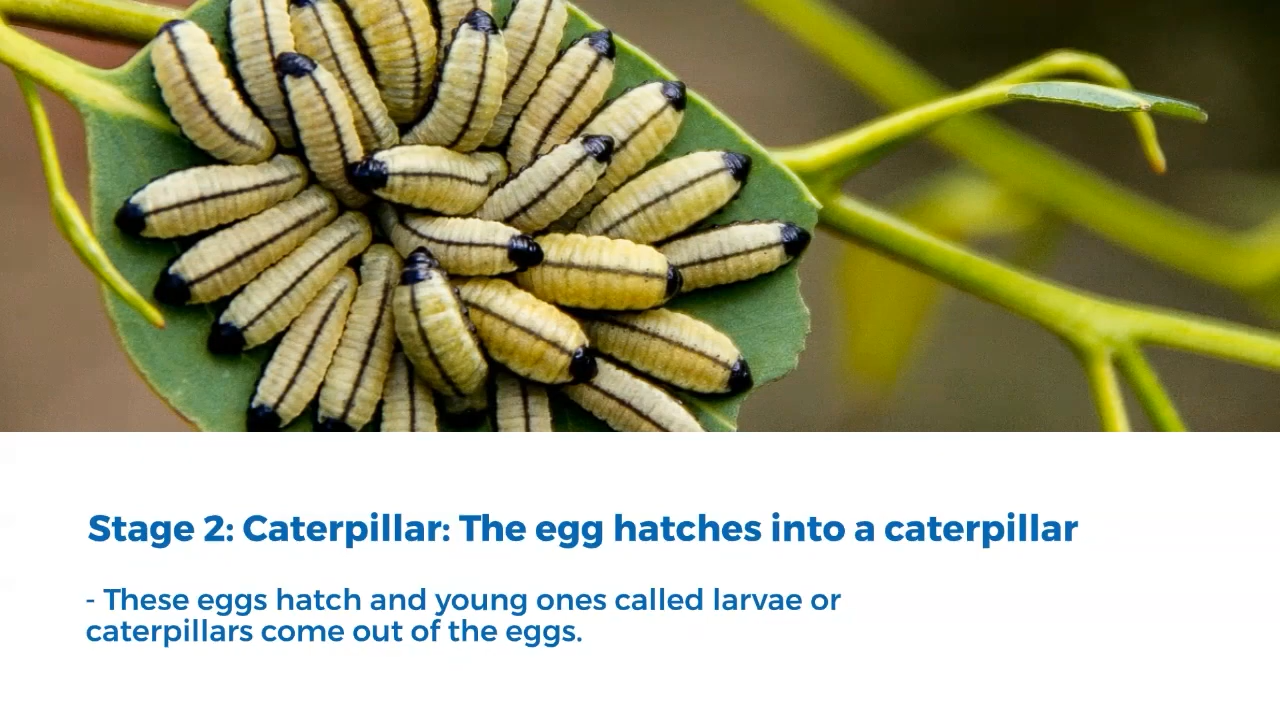 Stage 2: Caterpillar: The egg hatches into a caterpillar
- These eggs hatch and young ones called larvae or
caterpillars come out of the eggs.